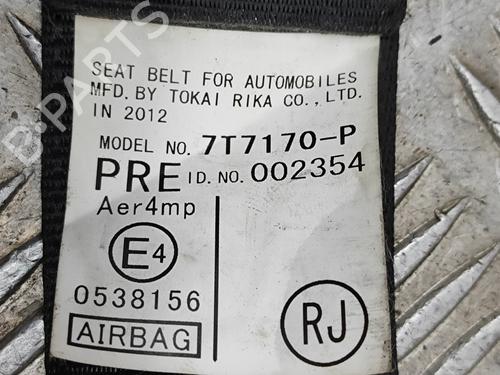 SEAT BELT FOR AUTOMOBILES
MFD. BY TOKAI RIKA CO., LTD.
IN 2012
MODEL NO. 7T7170-P
PRE ID. NO. 002354
Aer4mp
E4
0538156
AIRBAG
RJ